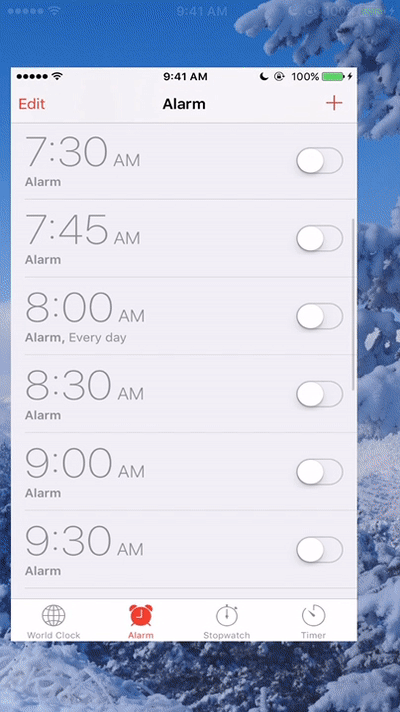 9:41 AM 100%
9:41 AM 100%
Edit Alarm +
7:30 AM
Alarm
7:45 AM
Alarm
8:00 AM
Alarm, Every day
8:30 AM
Alarm
9:00 AM
Alarm
9:30 AM
Alarm
World Clock Alarm Stopwatch Timer